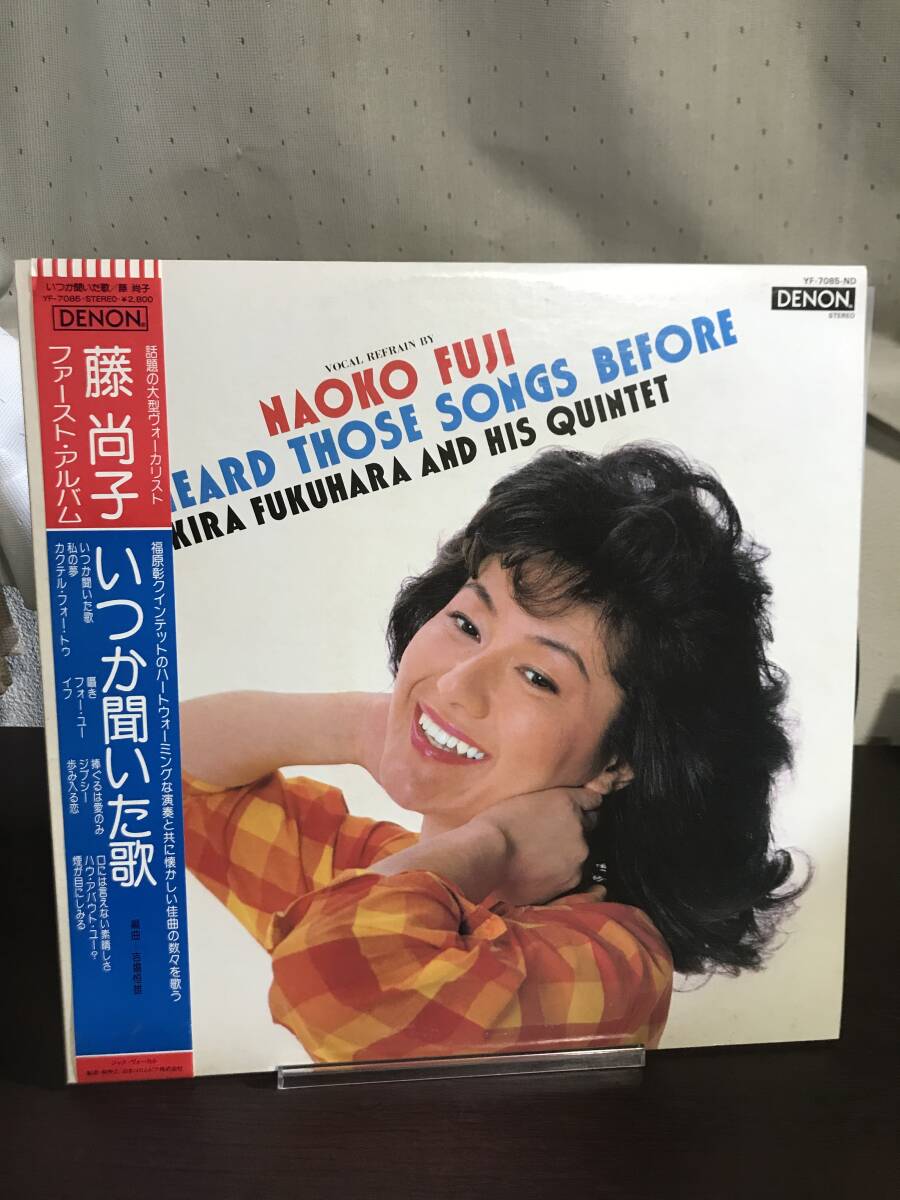 いつか聞いた歌／藤 尚子
YF-7085・STEREO・¥2,800
DENON
話題の大型ヴォーカリスト
藤 尚子
ファースト・アルバム
福原彰クインテットのハートウォーミングな演奏と共に懐かしい佳曲の数々を歌う
いつか聞いた歌
いつか聞いた歌
私の夢
カクテル・フォー・トゥ
囁き
フォー・ユー
イフ
捧ぐるは愛のみ
ジプシー
歩み入る恋
口には言えない素晴しさ
ハウ・アバウト・ユー？
煙が目にしみる
YF-7085-ND
DENON
STEREO
VOCAL REFRAIN BY
NAOKO FUJI
HEARD THOSE SONGS BEFORE
KIRA FUKUHARA AND HIS QUINTET